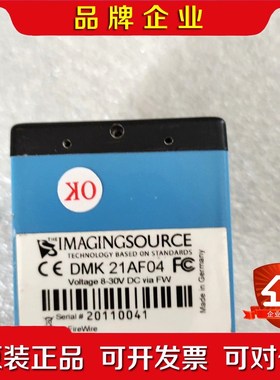 品牌企业
OK
THE
IMAGINGSOURCE
TECHNOLOGY BASED ON STANDARDS
CE DMK 21AF04 FC
Voltage 8-30V DC via FW
Made in Germany
Serial # 20110041
FireWire
原装正品 可开票 可对